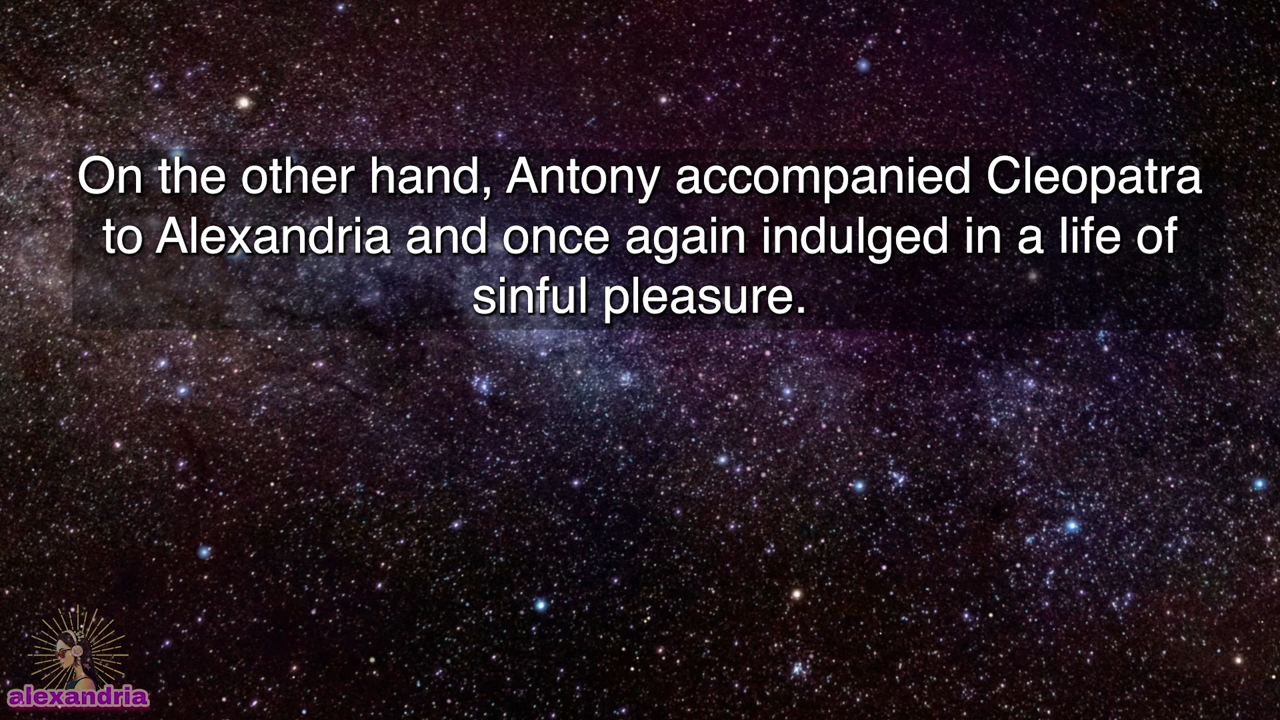 On the other hand, Antony accompanied Cleopatra
to Alexandria and once again indulged in a life of
sinful pleasure.
alexandria